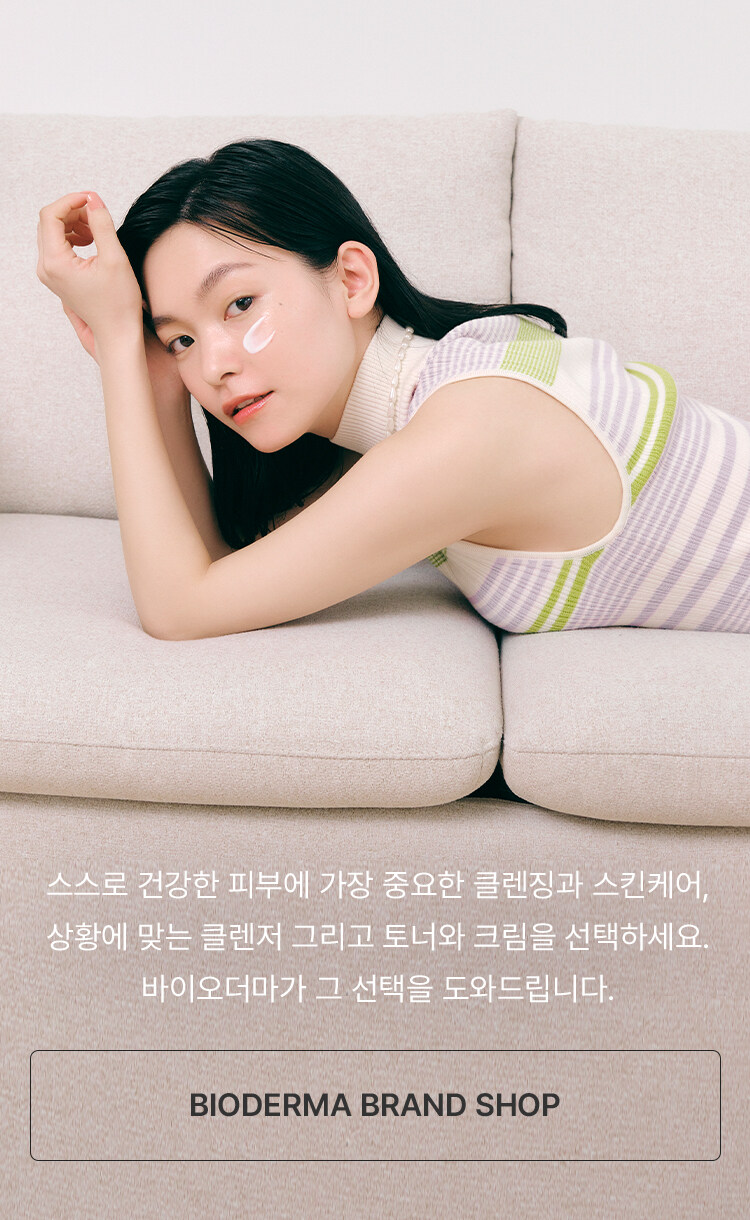 스스로 건강한 피부에 가장 중요한 클렌징과 스킨케어,
상황에 맞는 클렌저 그리고 토너와 크림을 선택하세요.
바이오더마가 그 선택을 도와드립니다.
BIODERMA BRAND SHOP